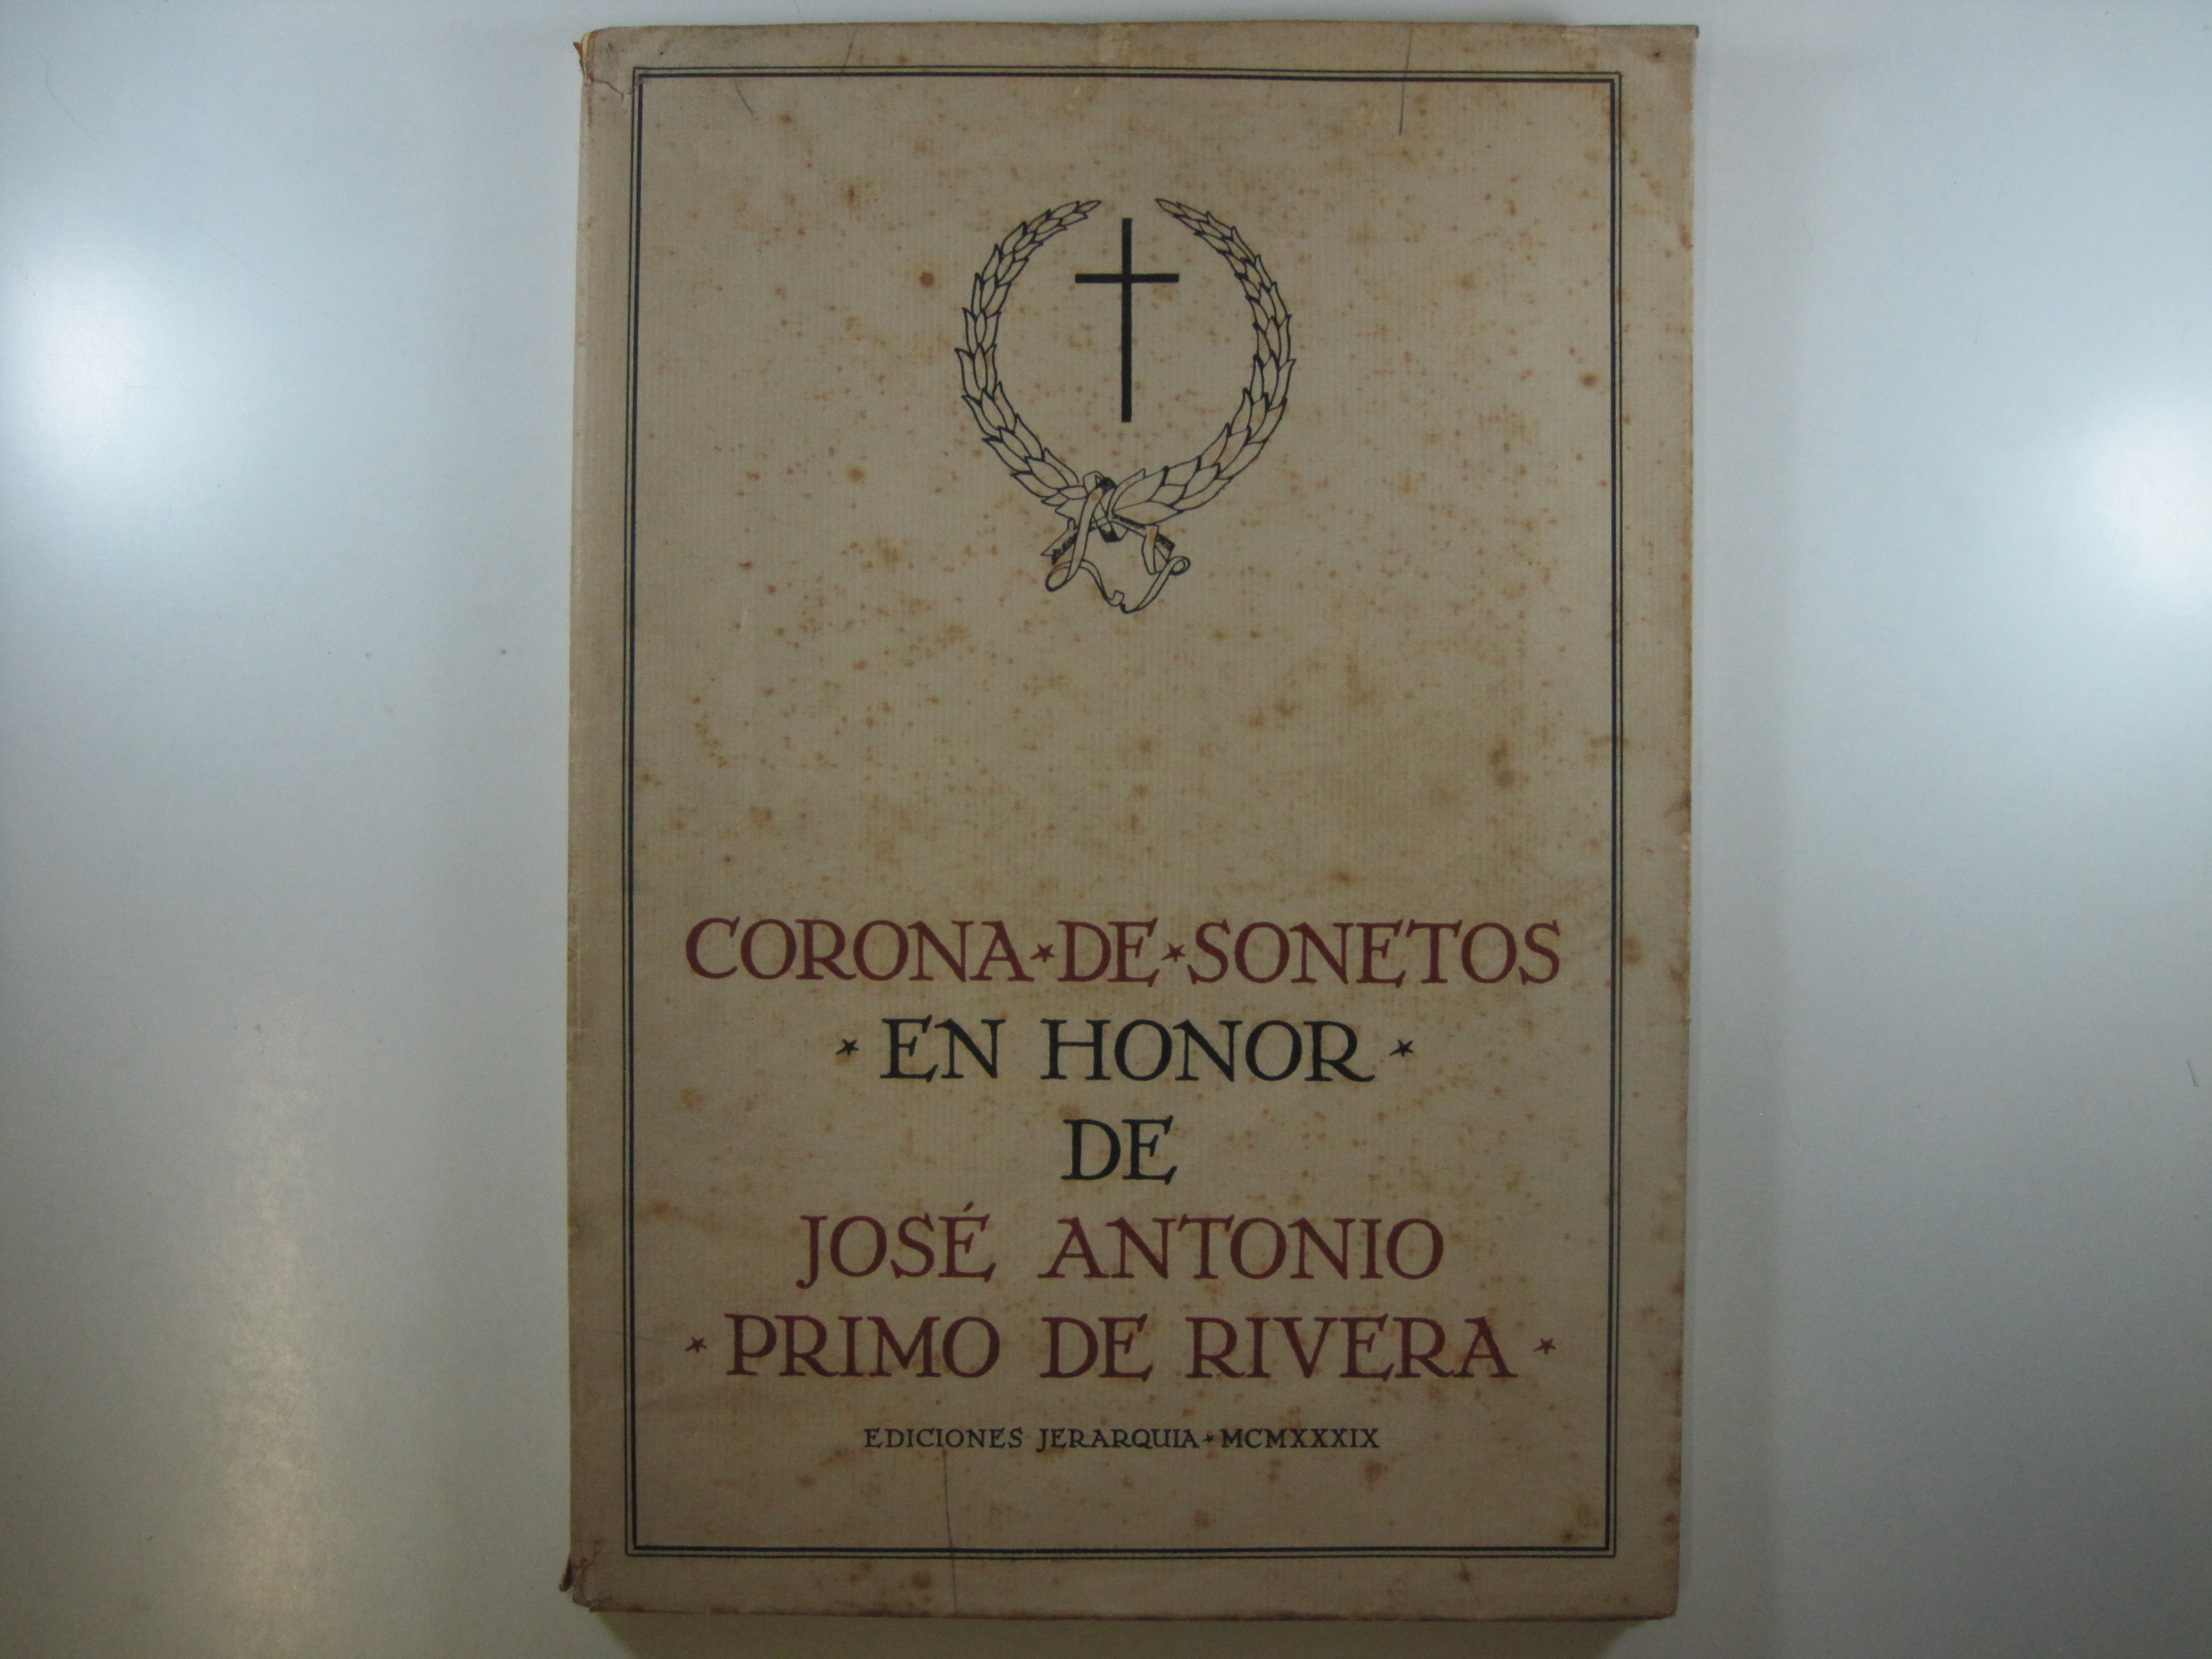 CORONA★DE★SONETOS
★ EN HONOR ★
DE
JOSÉ ANTONIO
★ PRIMO DE RIVERA ★
EDICIONES JERARQUIA★MCMXXXIX